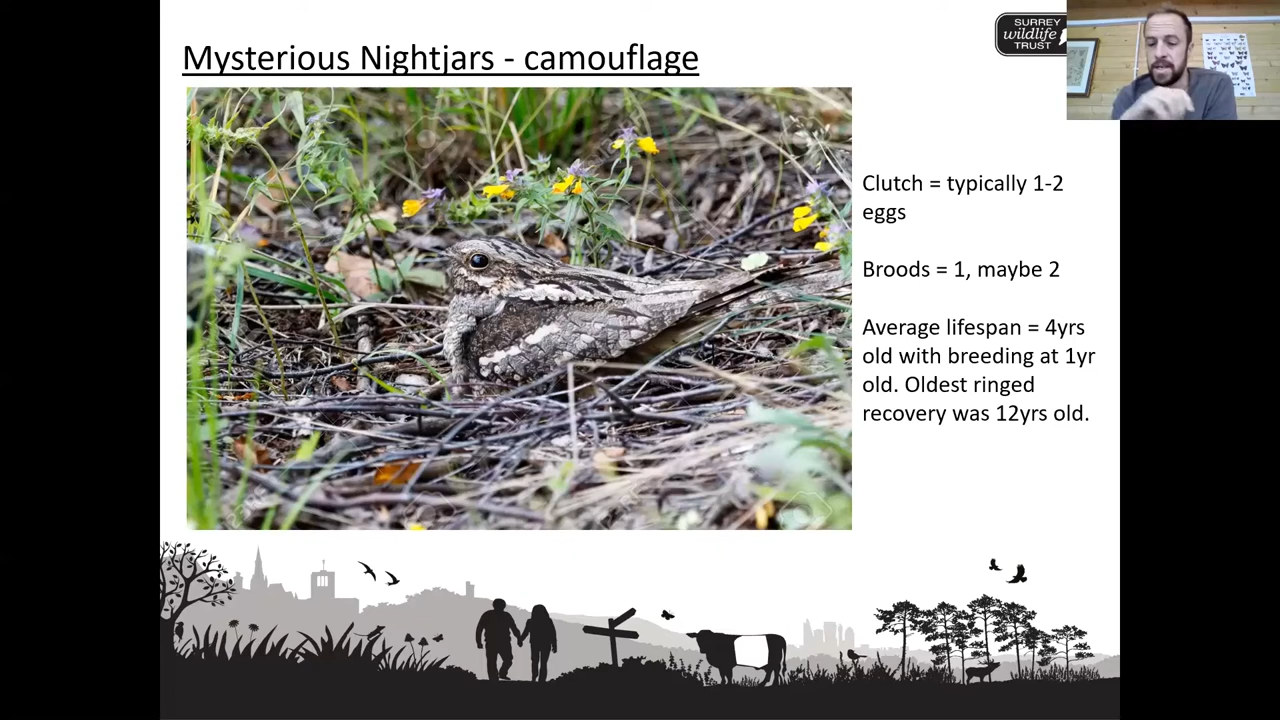 Mysterious Nightjars - camouflage
SURREY
wildlife
TRUST
Clutch = typically 1-2
eggs
Broods = 1, maybe 2
Average lifespan = 4yrs
old with breeding at 1yr
old. Oldest ringed
recovery was 12yrs old.